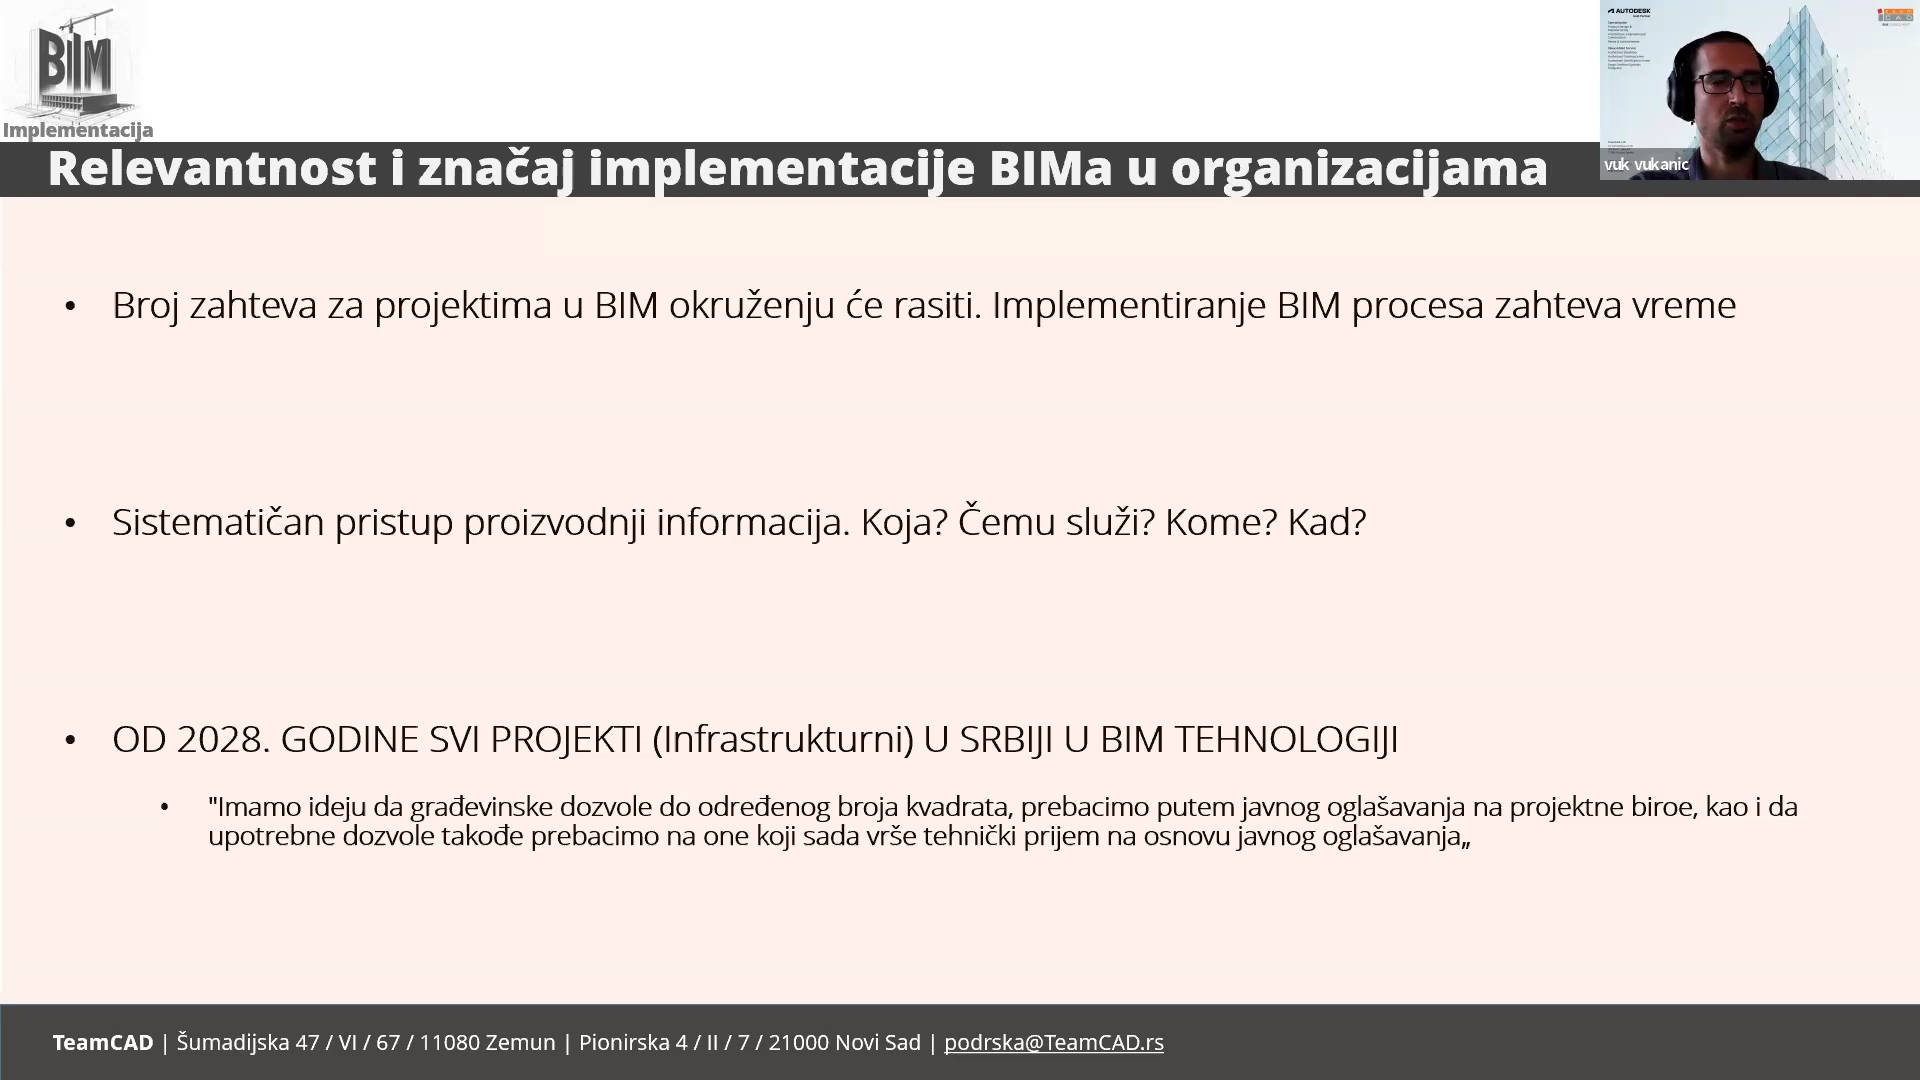 BIM
Implementacija
AUTODESK
vuk vukanic
Relevantnost i značaj implementacije BIMa u organizacijama
• Broj zahteva za projektima u BIM okruženju će rasiti. Implementiranje BIM procesa zahteva vreme
• Sistematičan pristup proizvodnji informacija. Koja? Čemu služi? Kome? Kad?
• OD 2028. GODINE SVI PROJEKTI (Infrastrukturni) U SRBIJI U BIM TEHNOLOGIJI
• "Imamo ideju da građevinske dozvole do određenog broja kvadrata, prebacimo putem javnog oglašavanja na projektne biroe, kao i da
upotrebne dozvole takođe prebacimo na one koji sada vrše tehnički prijem na osnovu javnog oglašavanja„
TeamCAD | Šumadijska 47 / VI / 67 / 11080 Zemun | Pionirska 4 / II / 7 / 21000 Novi Sad | podrska@TeamCAD.rs